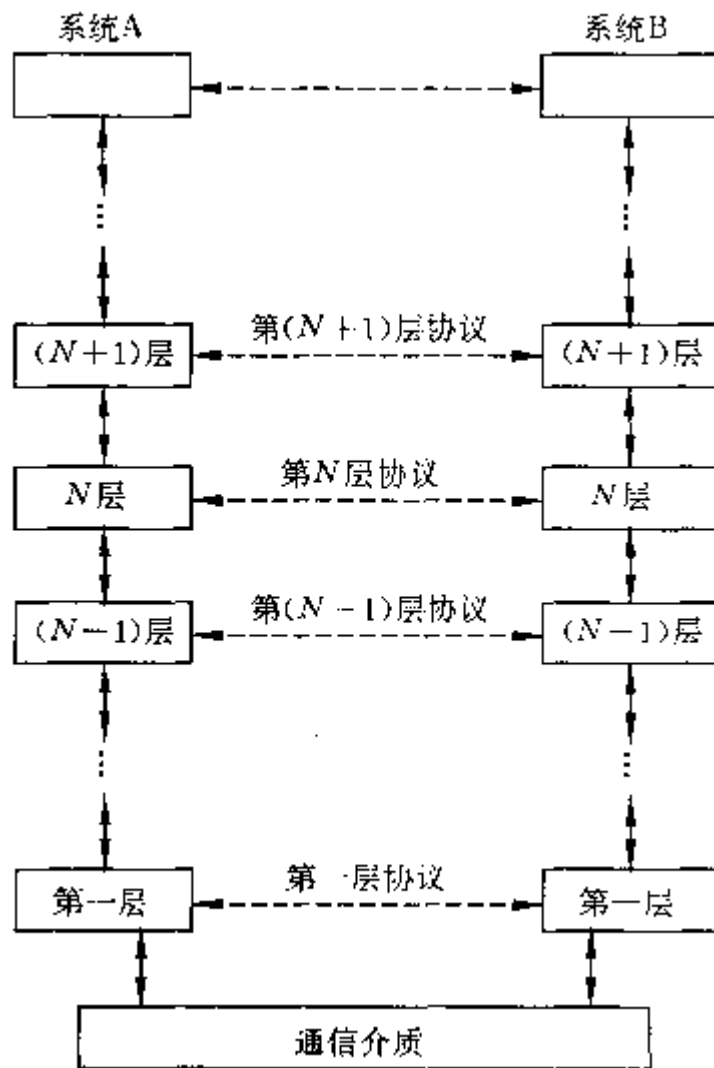 系统A
系统B
⋮
⋮
第(N+1)层协议
(N+1)层
(N+1)层
第N层协议
N层
N层
第(N-1)层协议
(N-1)层
(N-1)层
⋮
⋮
第一层协议
第一层
第一层
通信介质